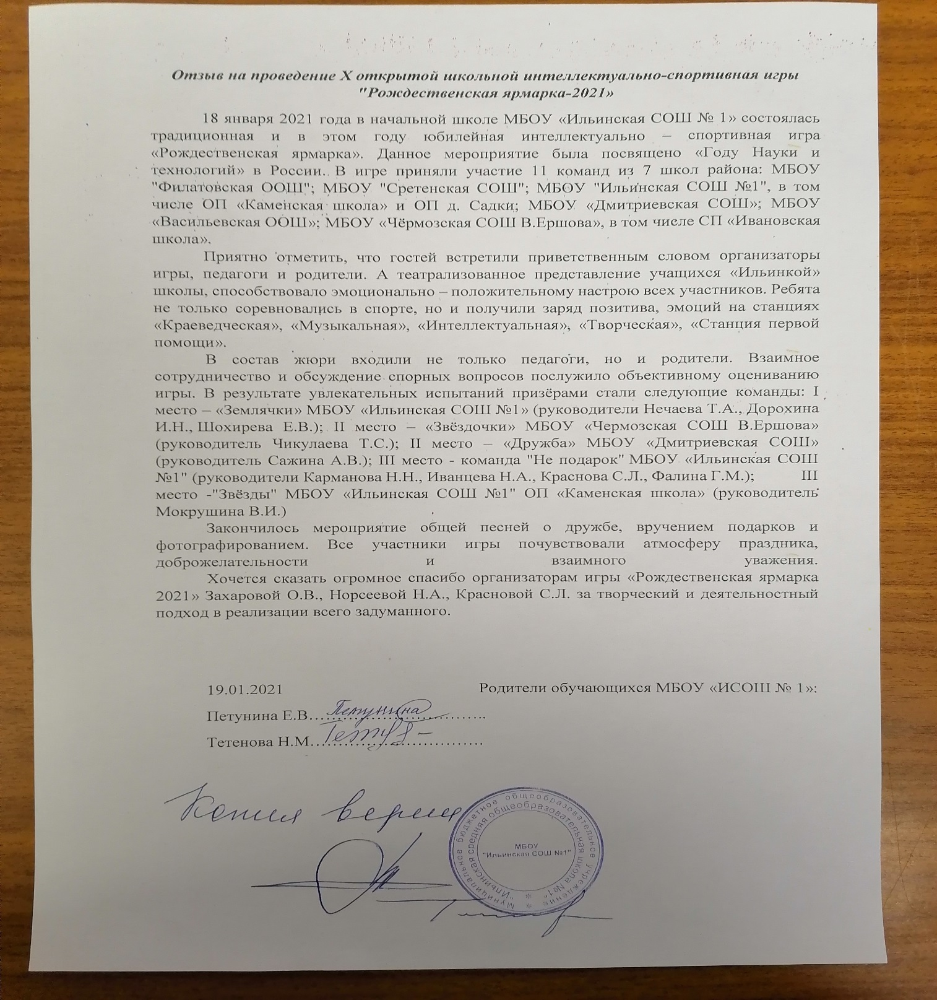 Отзыв на проведение X открытой школьной интеллектуально-спортивная игры
"Рождественская ярмарка-2021»
18 января 2021 года в начальной школе МБОУ «Ильинская СОШ № 1» состоялась
традиционная и в этом году юбилейная интеллектуально – спортивная игра
«Рождественская ярмарка». Данное мероприятие была посвящено «Году Науки и
технологий» в России. В игре приняли участие 11 команд из 7 школ района: МБОУ
"Филатовская ООШ"; МБОУ "Сретенская СОШ"; МБОУ "Ильинская СОШ №1", в том
числе ОП «Каменская школа» и ОП д. Садки; МБОУ «Дмитриевская СОШ»; МБОУ
«Васильевская ООШ»; МБОУ «Чёрмозская СОШ В.Ершова», в том числе СП «Ивановская
школа».
Приятно отметить, что гостей встретили приветственным словом организаторы
игры, педагоги и родители. А театрализованное представление учащихся «Ильинкой»
школы, способствовало эмоционально – положительному настрою всех участников. Ребята
не только соревновались в спорте, но и получили заряд позитива, эмоций на станциях
«Краеведческая», «Музыкальная», «Интеллектуальная», «Творческая», «Станция первой
помощи».
В состав жюри входили не только педагоги, но и родители. Взаимное
сотрудничество и обсуждение спорных вопросов послужило объективному оцениванию
игры. В результате увлекательных испытаний призёрами стали следующие команды: I
место – «Землячки» МБОУ «Ильинская СОШ №1» (руководители Нечаева Т.А., Дорохина
И.Н., Шохирева Е.В.); II место – «Звёздочки» МБОУ «Чермозская СОШ В.Ершова»
(руководитель Чикулаева Т.С.); II место – «Дружба» МБОУ «Дмитриевская СОШ»
(руководитель Сажина А.В.); III место - команда "Не подарок" МБОУ «Ильинская СОШ
№1" (руководители Карманова Н.Н., Иванцева Н.А., Краснова С.Л., Фалина Г.М.); III
место -"Звёзды" МБОУ «Ильинская СОШ №1" ОП «Каменская школа» (руководитель
Мокрушина В.И.)
Закончилось мероприятие общей песней о дружбе, вручением подарков и
фотографированием. Все участники игры почувствовали атмосферу праздника,
доброжелательности и взаимного уважения.
Хочется сказать огромное спасибо организаторам игры «Рождественская ярмарка
2021» Захаровой О.В., Норсеевой Н.А., Красновой С.Л. за творческий и деятельностный
подход в реализации всего задуманного.
19.01.2021 Родители обучающихся МБОУ «ИСОШ № 1»:
Петунина Е.В. Петунина
Тетенова Н.М.
Копия верна
Муниципальное бюджетное общеобразовательное учреждение
"Ильинская средняя общеобразовательная школа №1"
МБОУ
"Ильинская СОШ №1"